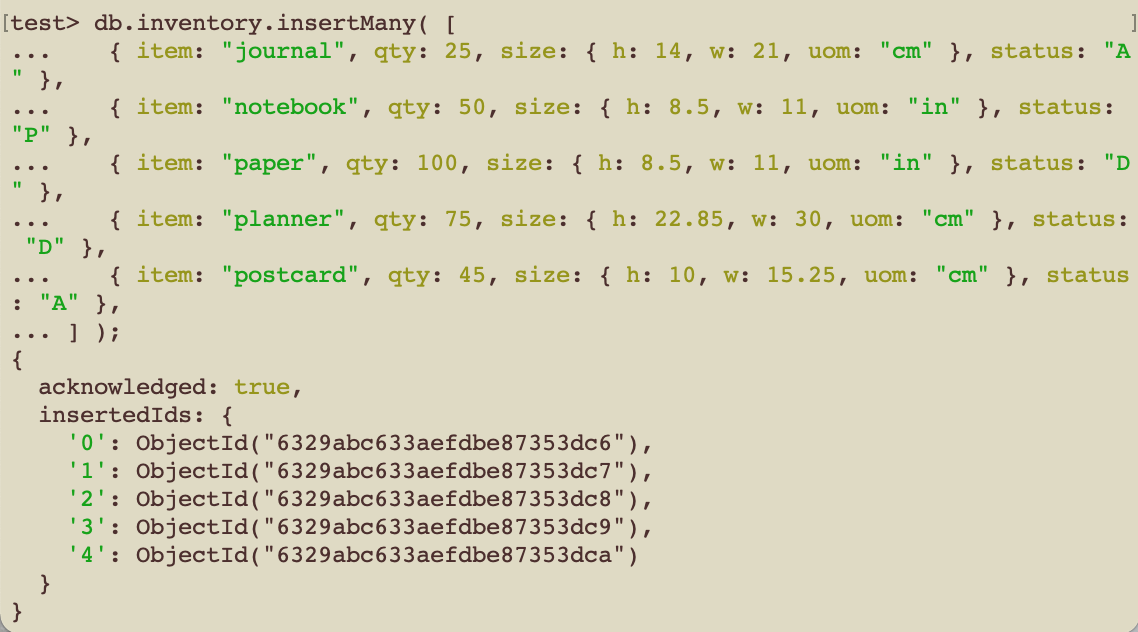 [test> db.inventory.insertMany( [ ]
...    { item: "journal", qty: 25, size: { h: 14, w: 21, uom: "cm" }, status: "A
" },
...    { item: "notebook", qty: 50, size: { h: 8.5, w: 11, uom: "in" }, status:
"P" },
...    { item: "paper", qty: 100, size: { h: 8.5, w: 11, uom: "in" }, status: "D
" },
...    { item: "planner", qty: 75, size: { h: 22.85, w: 30, uom: "cm" }, status:
 "D" },
...    { item: "postcard", qty: 45, size: { h: 10, w: 15.25, uom: "cm" }, status
: "A" },
... ] );
{
  acknowledged: true,
  insertedIds: {
    '0': ObjectId("6329abc633aefdbe87353dc6"),
    '1': ObjectId("6329abc633aefdbe87353dc7"),
    '2': ObjectId("6329abc633aefdbe87353dc8"),
    '3': ObjectId("6329abc633aefdbe87353dc9"),
    '4': ObjectId("6329abc633aefdbe87353dca")
  }
}